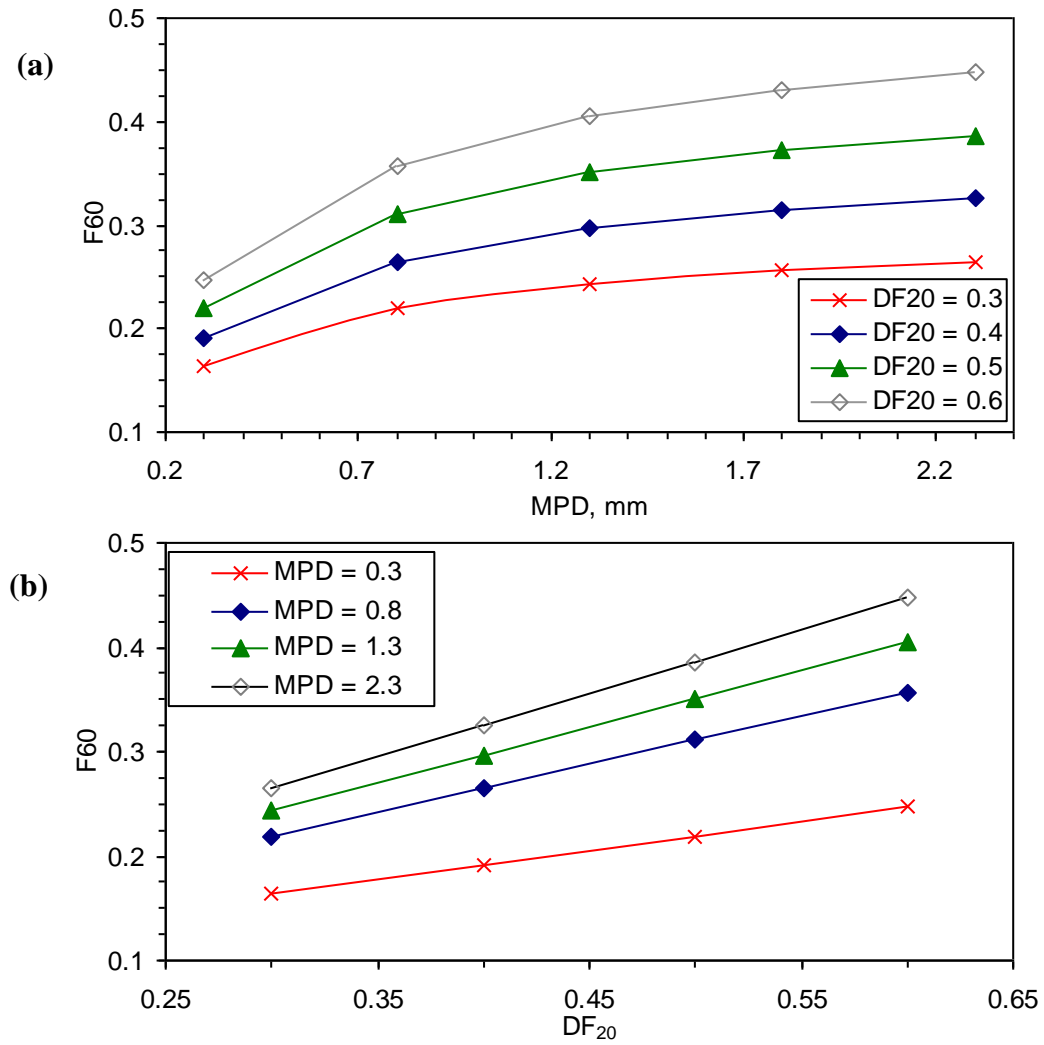 (a)
0.5
0.4
0.3
0.2
0.1
F60
0.2 0.7 1.2 1.7 2.2
MPD, mm
DF20 = 0.3
DF20 = 0.4
DF20 = 0.5
DF20 = 0.6
(b)
0.5
0.4
0.3
0.2
0.1
F60
MPD = 0.3
MPD = 0.8
MPD = 1.3
MPD = 2.3
0.25 0.35 0.45 0.55 0.65
DF₂₀